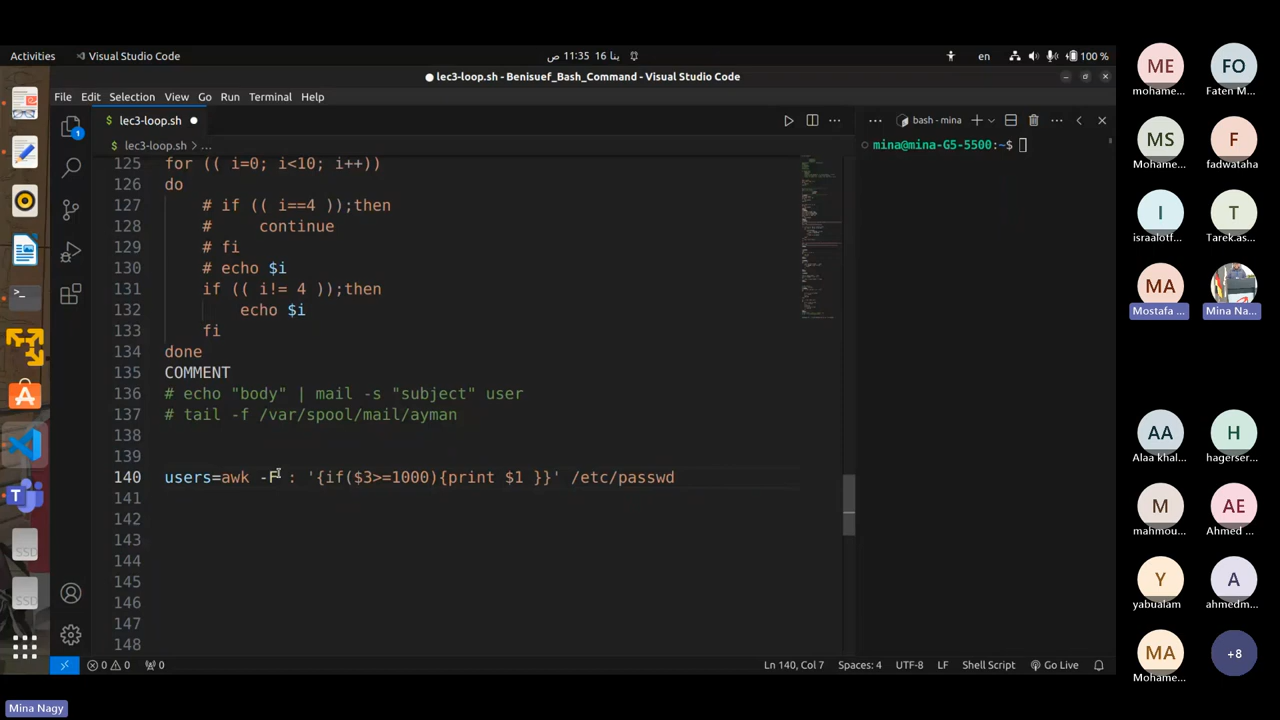 Activities
Visual Studio Code
11:35 ص
16 ينا
en
100 %
lec3-loop.sh - Benisuef_Bash_Command - Visual Studio Code
File Edit Selection View Go Run Terminal Help
lec3-loop.sh
bash - mina
lec3-loop.sh > ...
mina@mina-G5-5500:~$
125 for (( i=0; i<10; i++))
126 do
127 # if (( i==4 ));then
128 # continue
129 # fi
130 # echo $i
131 if (( i!= 4 ));then
132 echo $i
133 fi
134 done
135 COMMENT
136 # echo "body" | mail -s "subject" user
137 # tail -f /var/spool/mail/ayman
138
139
140 users=awk -F : '{if($3>=1000){print $1 }}' /etc/passwd
141
142
143
144
145
146
147
148
1
SSD
SSD
0 0 0
Ln 140, Col 7
Spaces: 4
UTF-8
LF
Shell Script
Go Live
ME
mohame...
FO
Faten M...
MS
Mohame...
F
fadwataha
I
israalotf...
T
Tarek.as...
MA
Mostafa ...
Mina Na...
AA
Alaa khal...
H
hagerser...
M
mahmou...
AE
Ahmed ...
Y
yabualam
A
ahmedm...
MA
Mohame...
+8
Mina Nagy